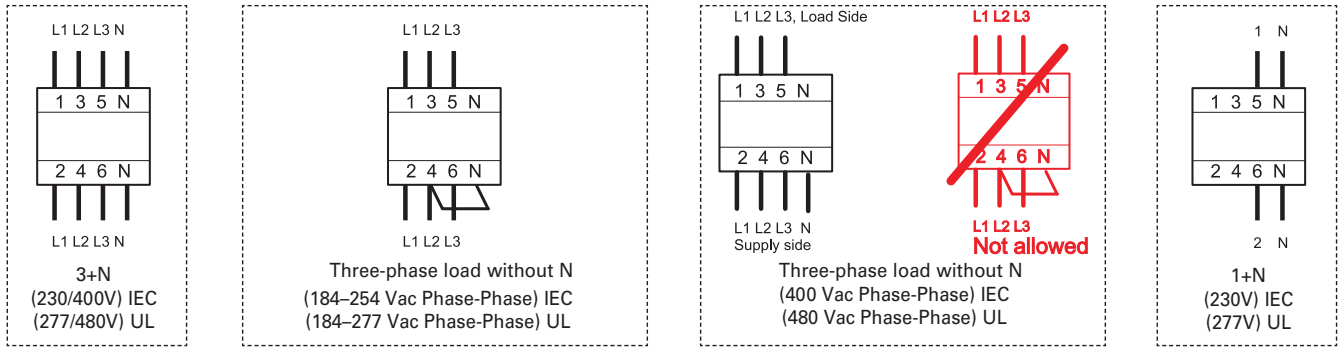 L1 L2 L3 N
1 3 5 N
2 4 6 N
L1 L2 L3 N
3+N
(230/400V) IEC
(277/480V) UL
L1 L2 L3
1 3 5 N
2 4 6 N
L1 L2 L3
Three-phase load without N
(184–254 Vac Phase-Phase) IEC
(184–277 Vac Phase-Phase) UL
L1 L2 L3, Load Side
1 3 5 N
2 4 6 N
L1 L2 L3 N
Supply side
L1 L2 L3
1 3 5 N
2 4 6 N
L1 L2 L3
Not allowed
Three-phase load without N
(400 Vac Phase-Phase) IEC
(480 Vac Phase-Phase) UL
1 N
1 3 5 N
2 4 6 N
2 N
1+N
(230V) IEC
(277V) UL